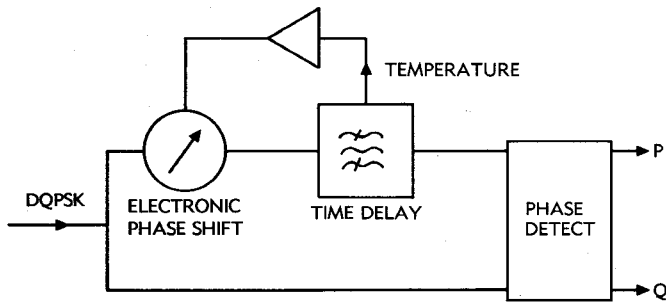 TEMPERATURE
DQPSK
ELECTRONIC
PHASE SHIFT
TIME DELAY
PHASE
DETECT
P
Q